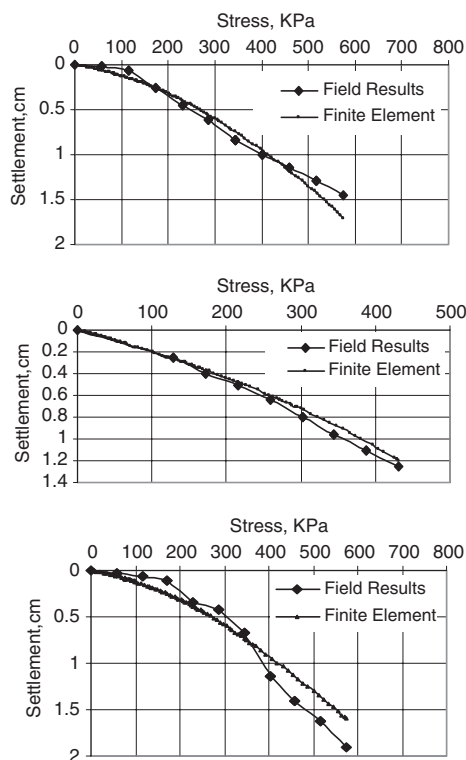 Stress, KPa
0 100 200 300 400 500 600 700 800
0
0.5
1
1.5
2
Settlement,cm
Field Results
Finite Element
Stress, KPa
0 100 200 300 400 500
0
0.2
0.4
0.6
0.8
1
1.2
1.4
Settlement,cm
Field Results
Finite Element
Stress, KPa
0 100 200 300 400 500 600 700 800
0
0.5
1
1.5
2
Settlement,cm
Field Results
Finite Element